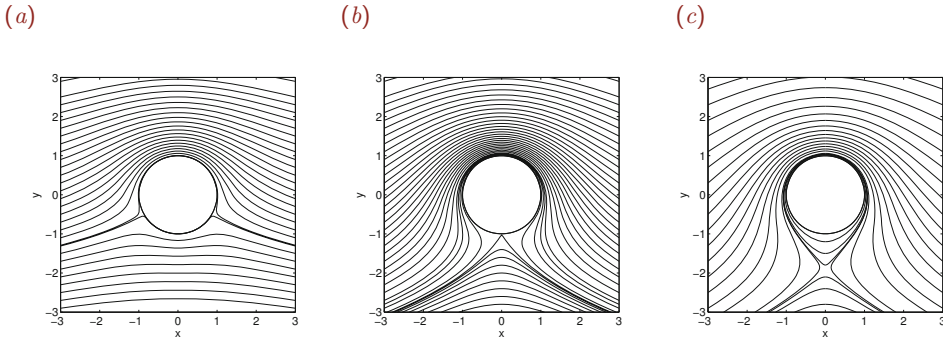 (a) (b) (c)
3 3 3
2 2 2
1 1 1
y 0 y 0 y 0
−1 −1 −1
−2 −2 −2
−3 −3 −3
−3 −2 −1 0 1 2 3 −3 −2 −1 0 1 2 3 −3 −2 −1 0 1 2 3
x x x